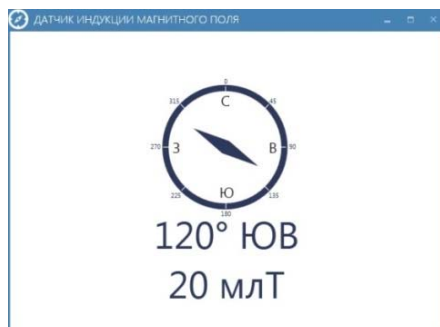 ДАТЧИК ИНДУКЦИИ МАГНИТНОГО ПОЛЯ
0
315 С 45
270 З В 90
225 Ю 135
180
120° ЮВ
20 млТ